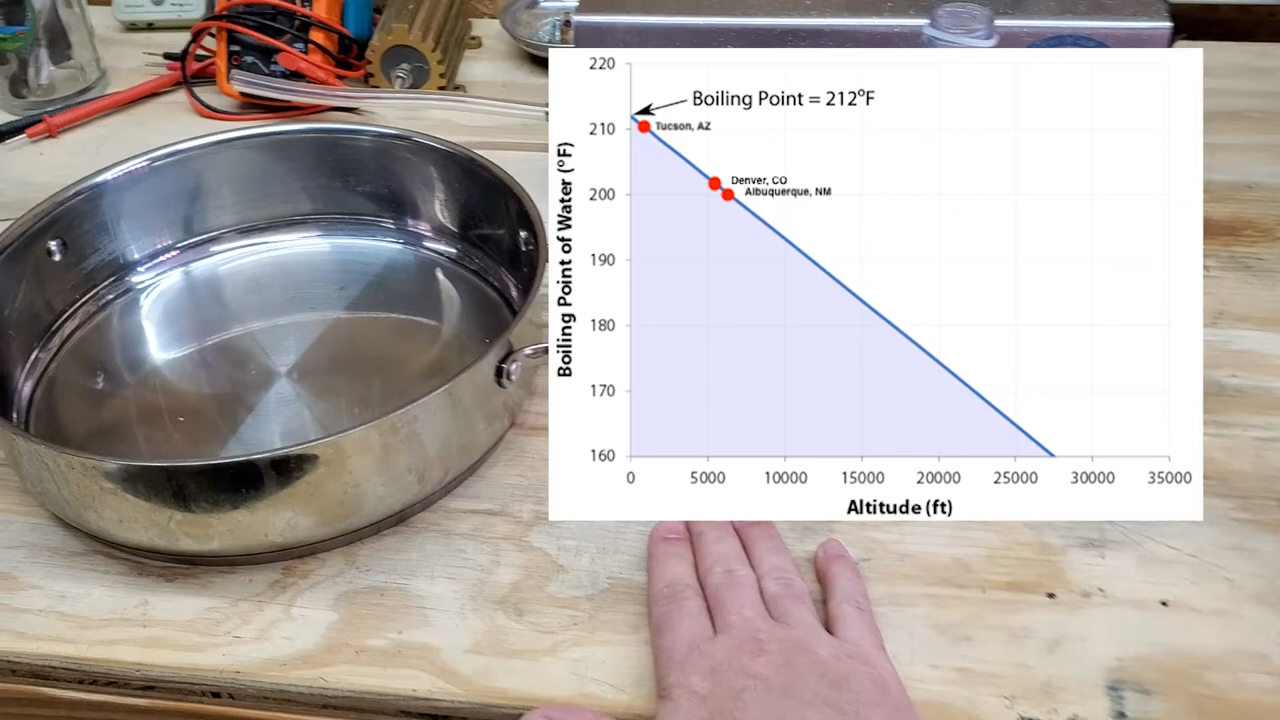 220
Boiling Point = 212°F
210
Tucson, AZ
Denver, CO
Albuquerque, NM
200
190
180
170
160
0 5000 10000 15000 20000 25000 30000 35000
Boiling Point of Water (°F)
Altitude (ft)